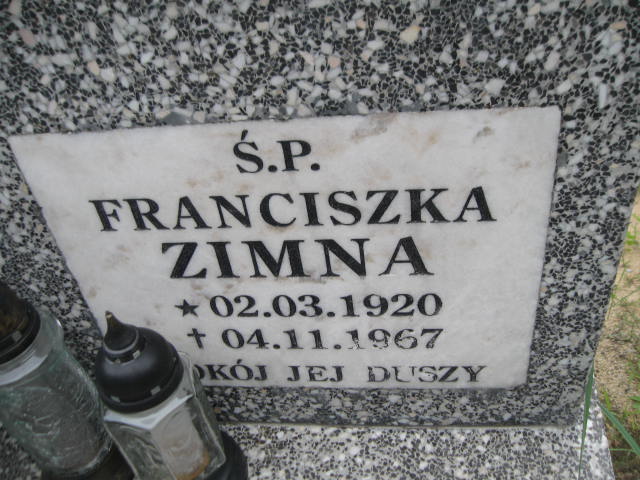 Ś.P.
FRANCISZKA
ZIMNA
★ 02.03.1920
† 04.11.1967
JEJ DUSZY